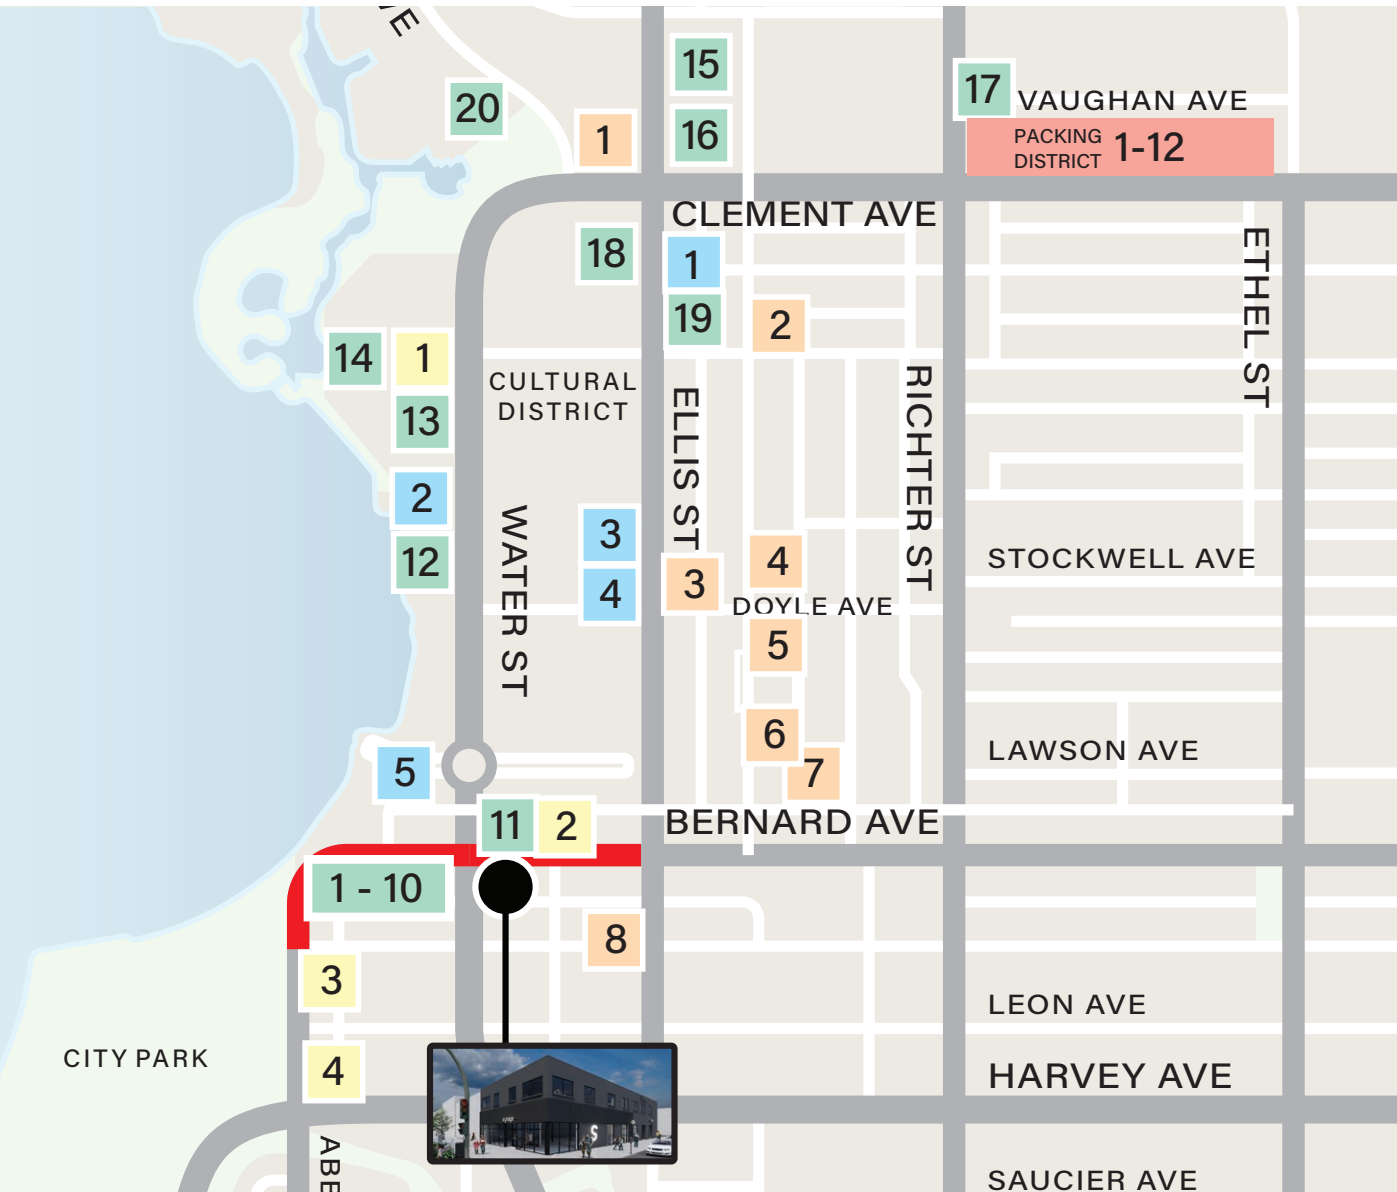 VE
15
20
17
VAUGHAN AVE
1
16
PACKING
DISTRICT
1-12
CLEMENT AVE
18
1
19
2
ETHEL ST
14
1
CULTURAL
DISTRICT
13
ELLIS ST
RICHTER ST
2
WATER ST
3
12
4
3
4
STOCKWELL AVE
DOYLE AVE
5
6
LAWSON AVE
5
7
11
2
BERNARD AVE
1 - 10
8
3
LEON AVE
CITY PARK
4
HARVEY AVE
S
ABE
SAUCIER AVE